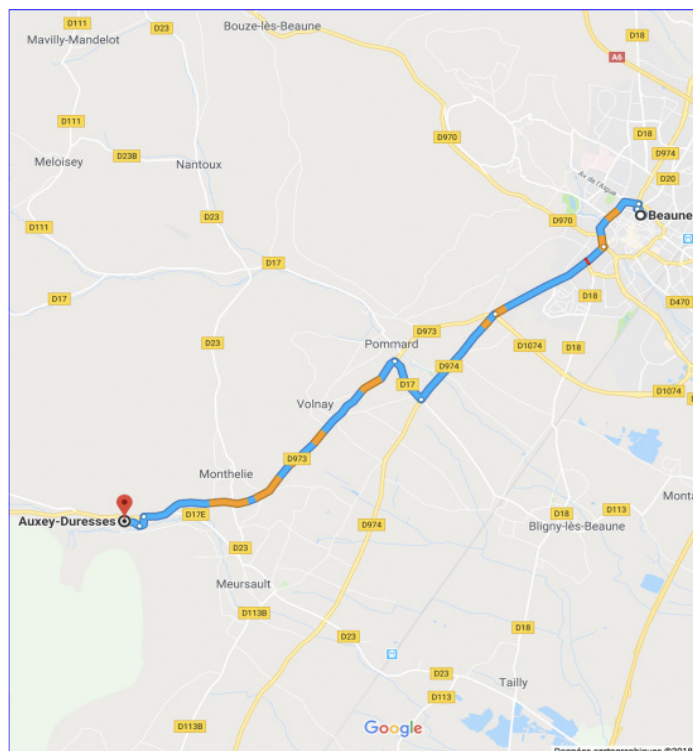 D111
D23
Bouze-lès-Beaune
D18
Mavilly-Mandelot
A6
D111
D970
D18
D974
D23B
Meloisey
Nantoux
D20
Av de l'Aigue
D23
Beaune
D970
D111
D17
D17
D18
D470
D973
D1074
Pommard
D23
D18
D974
D17
D1074
Volnay
D973
Monthelie
D113
Auxey-Duresses
D17E
D974
D18
Bligny-lès-Beaune
D23
Meursault
D113B
D18
D23
D23
Tailly
D113
D113B
Google